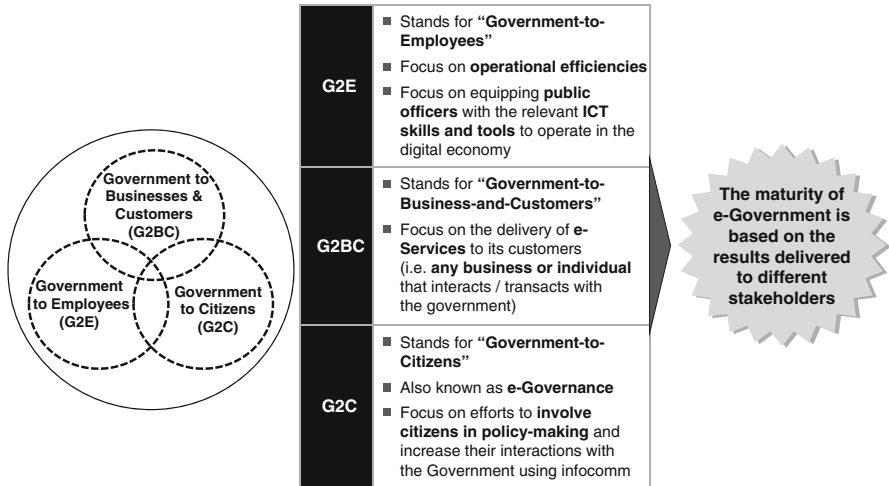 Government to
Businesses &
Customers
(G2BC)
Government
to Employees
(G2E)
Government
to Citizens
(G2C)
G2E
■ Stands for “Government-to-
Employees”
■ Focus on operational efficiencies
■ Focus on equipping public
officers with the relevant ICT
skills and tools to operate in the
digital economy
G2BC
■ Stands for “Government-to-
Business-and-Customers”
■ Focus on the delivery of e-
Services to its customers
(i.e. any business or individual
that interacts / transacts with
the government)
G2C
■ Stands for “Government-to-
Citizens”
■ Also known as e-Governance
■ Focus on efforts to involve
citizens in policy-making and
increase their interactions with
the Government using infocomm
The maturity of
e-Government is
based on the
results delivered
to different
stakeholders